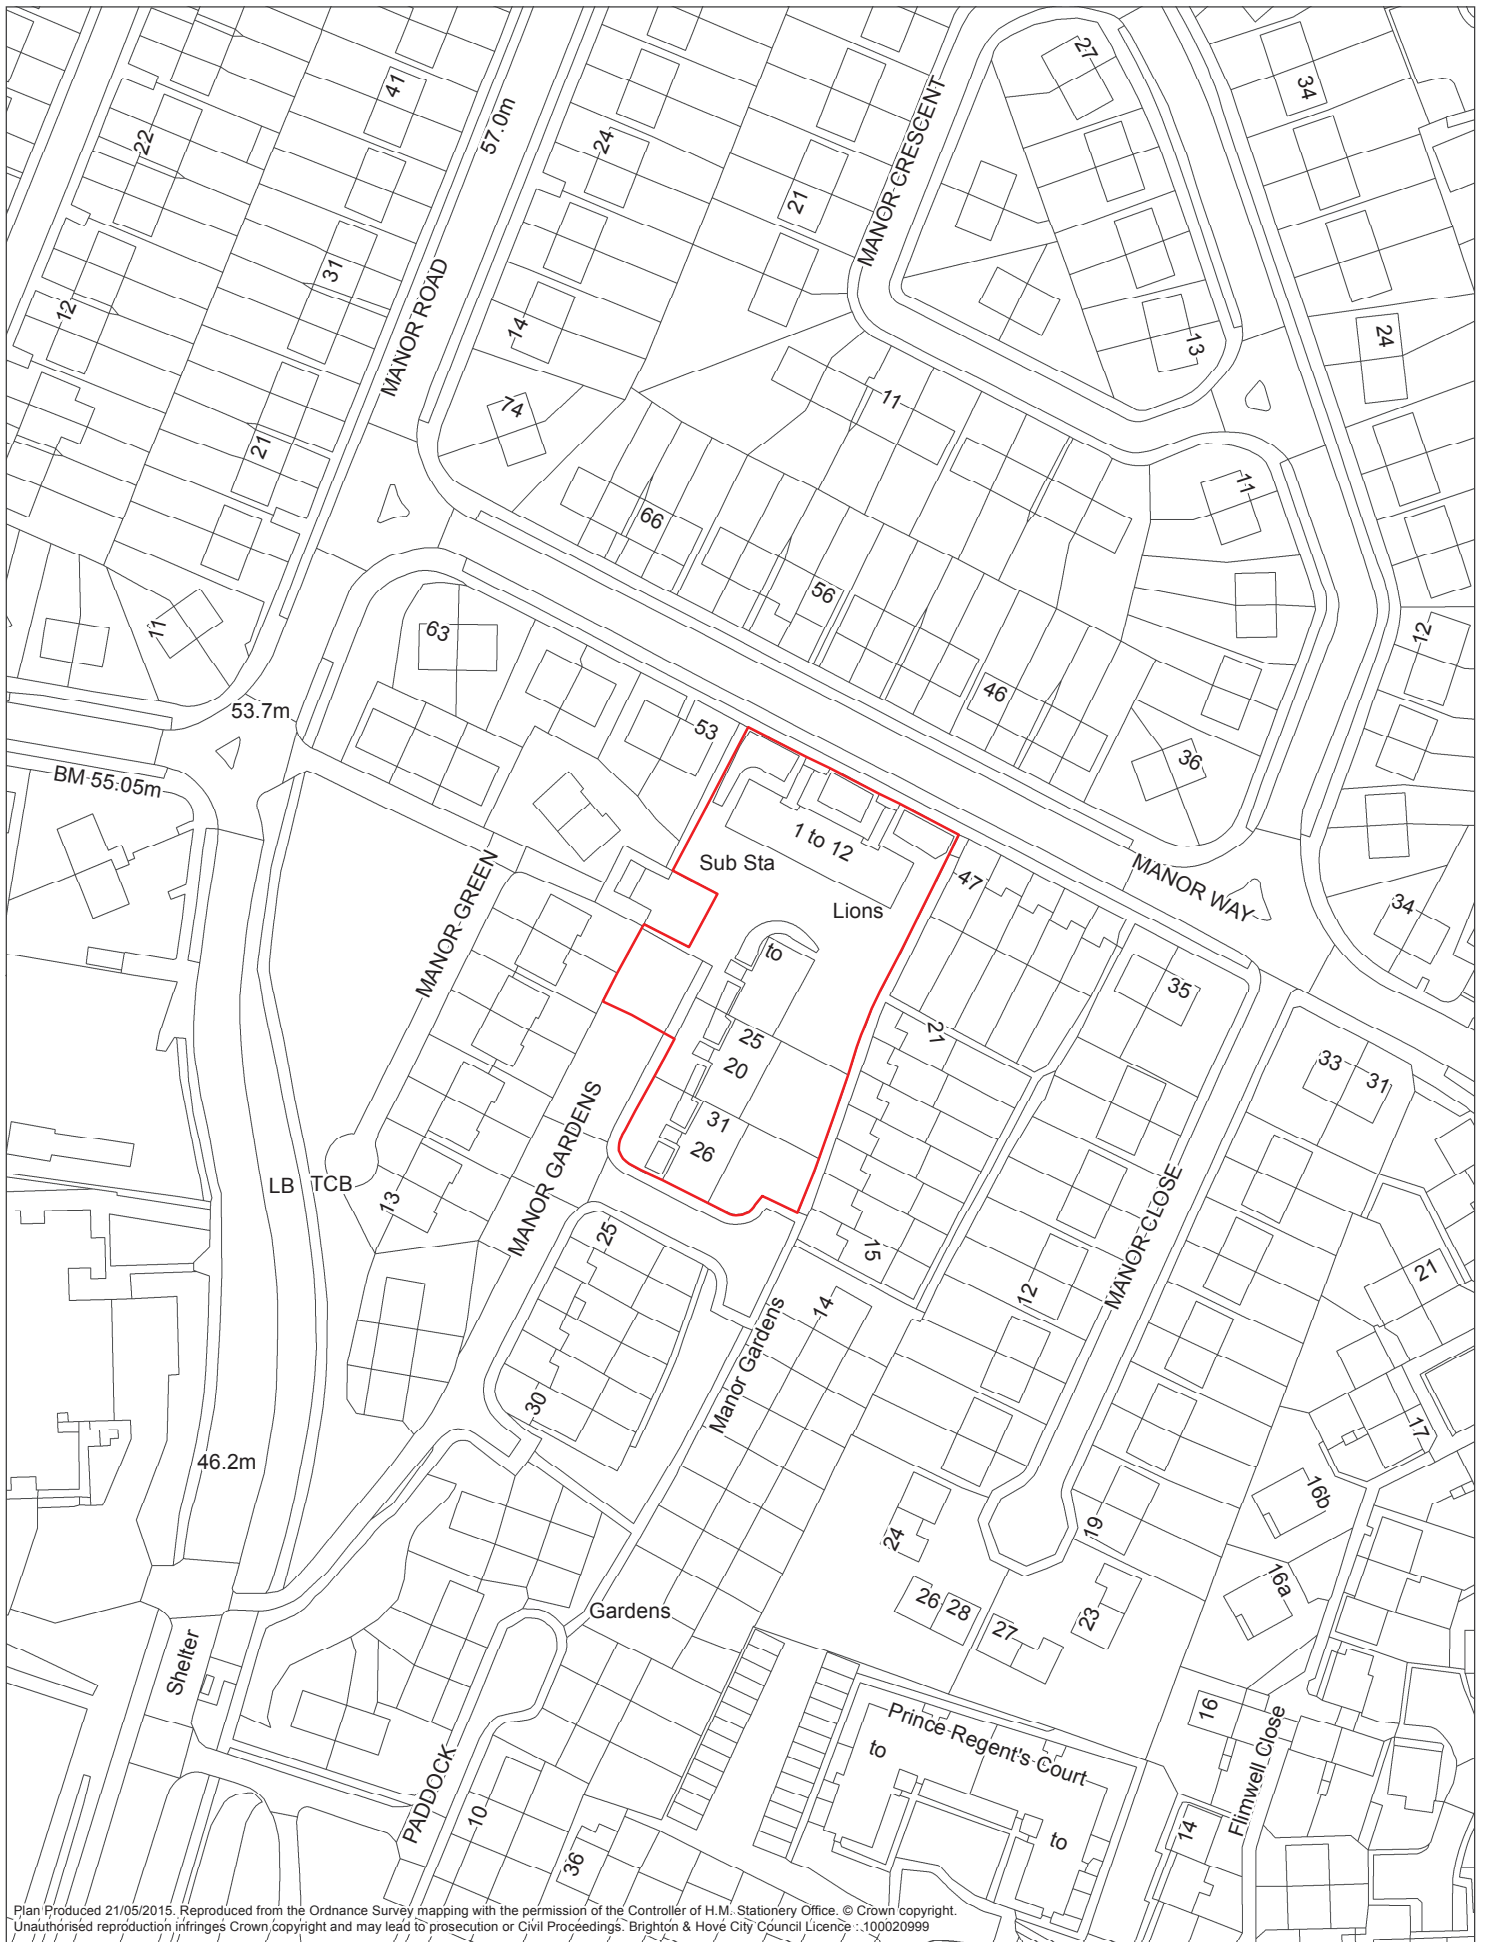 27
34
41
57.0m
22
24
MANOR CRESCENT
21
31
12
MANOR ROAD
14
13
24
74
11
21
11
66
56
11
63
12
46
53.7m
53
36
BM 55.05m
1 to 12
Sub Sta
47
MANOR WAY
Lions
34
MANOR GREEN
to
35
27
25
20
33
31
31
26
MANOR GARDENS
LB
TCB
13
MANOR CLOSE
25
15
21
12
14
Manor Gardens
30
17
46.2m
16b
24
19
16a
26
28
23
27
Gardens
Shelter
16
Prince Regent's Court
to
Flimwell Close
PADDOCK
10
14
to
36
Plan Produced 21/05/2015. Reproduced from the Ordnance Survey mapping with the permission of the Controller of H.M. Stationery Office. © Crown copyright.
Unauthorised reproduction infringes Crown copyright and may lead to prosecution or Civil Proceedings. Brighton & Hove City Council Licence : 100020999